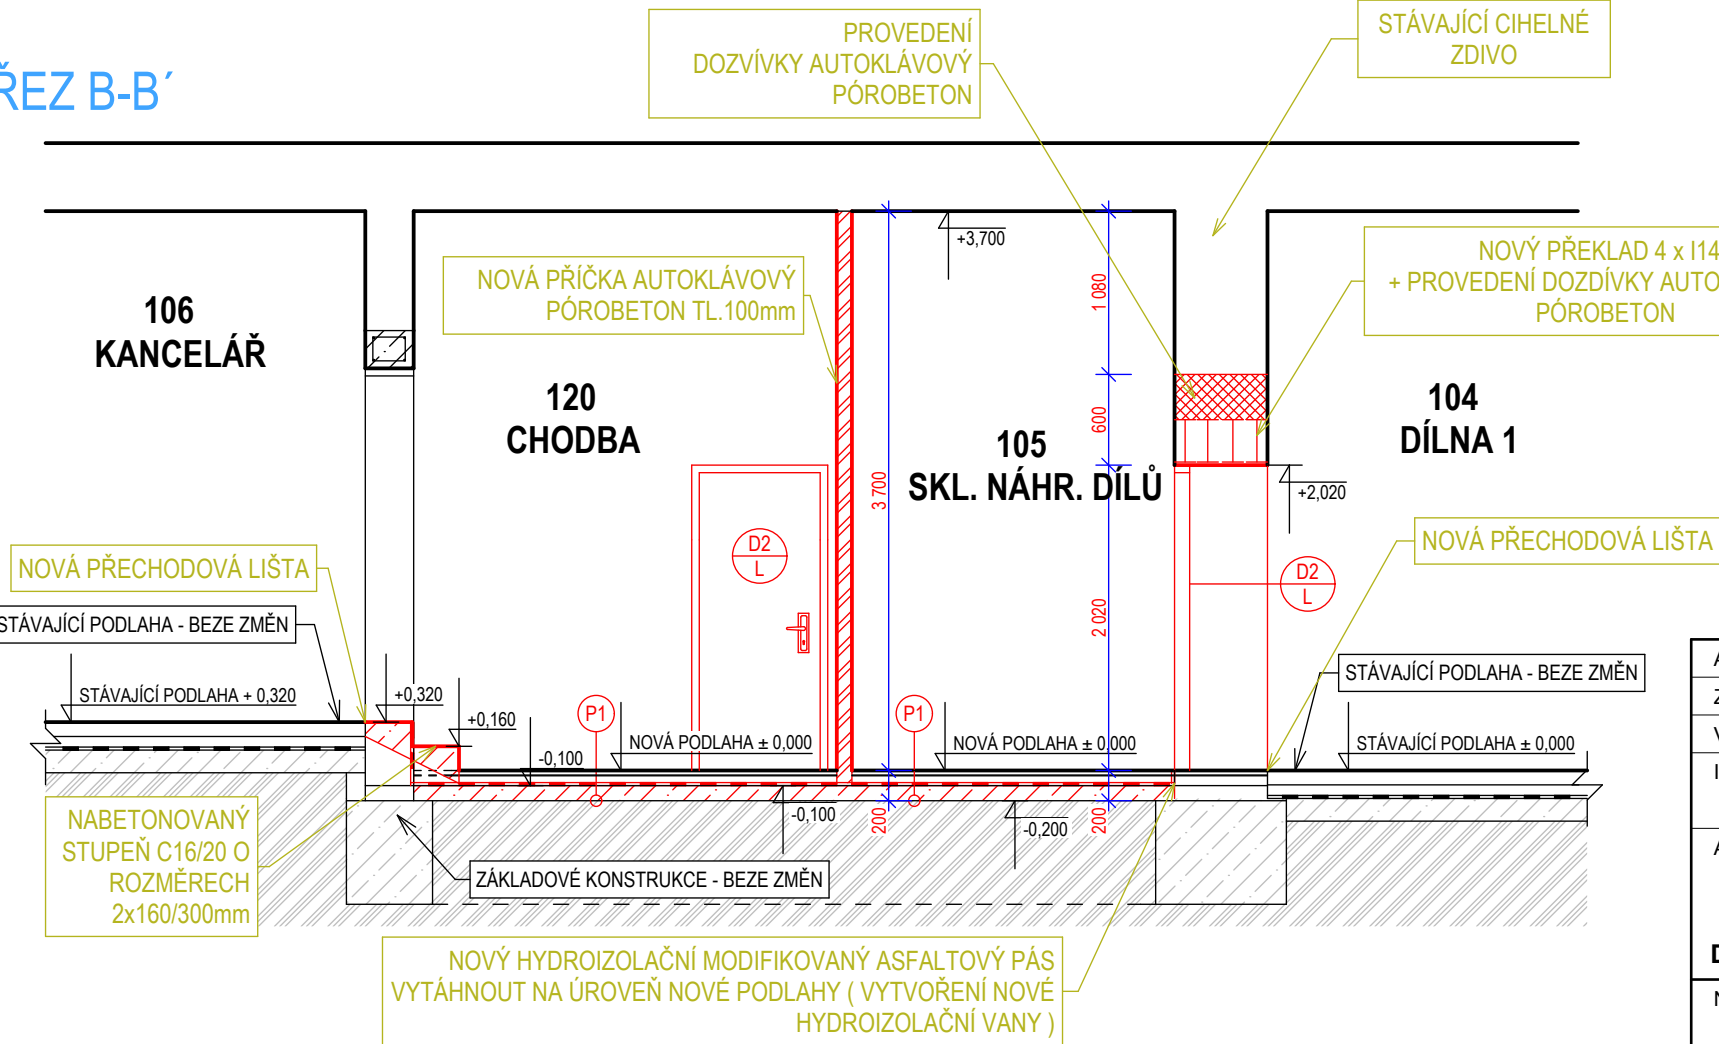 ŘEZ B-B´
PROVEDENÍ
DOZVÍVKY AUTOKLÁVOVÝ
PÓROBETON
STÁVAJÍCÍ CIHELNÉ
ZDIVO
NOVÁ PŘÍČKA AUTOKLÁVOVÝ
PÓROBETON TL.100mm
+3,700
NOVÝ PŘEKLAD 4 x I14
+ PROVEDENÍ DOZDÍVKY AUTO
PÓROBETON
106
KANCELÁŘ
120
CHODBA
105
SKL. NÁHR. DÍLŮ
104
DÍLNA 1
1 080
600
3 700
2 020
+2,020
D2
L
D2
L
NOVÁ PŘECHODOVÁ LIŠTA
NOVÁ PŘECHODOVÁ LIŠTA
STÁVAJÍCÍ PODLAHA - BEZE ZMĚN
STÁVAJÍCÍ PODLAHA - BEZE ZMĚN
STÁVAJÍCÍ PODLAHA + 0,320
+0,320
+0,160
-0,100
P1
NOVÁ PODLAHA ± 0,000
P1
NOVÁ PODLAHA ± 0,000
STÁVAJÍCÍ PODLAHA ± 0,000
200
-0,100
-0,200
200
NABETONOVANÝ
STUPEŇ C16/20 O
ROZMĚRECH
2x160/300mm
ZÁKLADOVÉ KONSTRUKCE - BEZE ZMĚN
NOVÝ HYDROIZOLAČNÍ MODIFIKOVANÝ ASFALTOVÝ PÁS
VYTÁHNOUT NA ÚROVEŇ NOVÉ PODLAHY ( VYTVOŘENÍ NOVÉ
HYDROIZOLAČNÍ VANY )